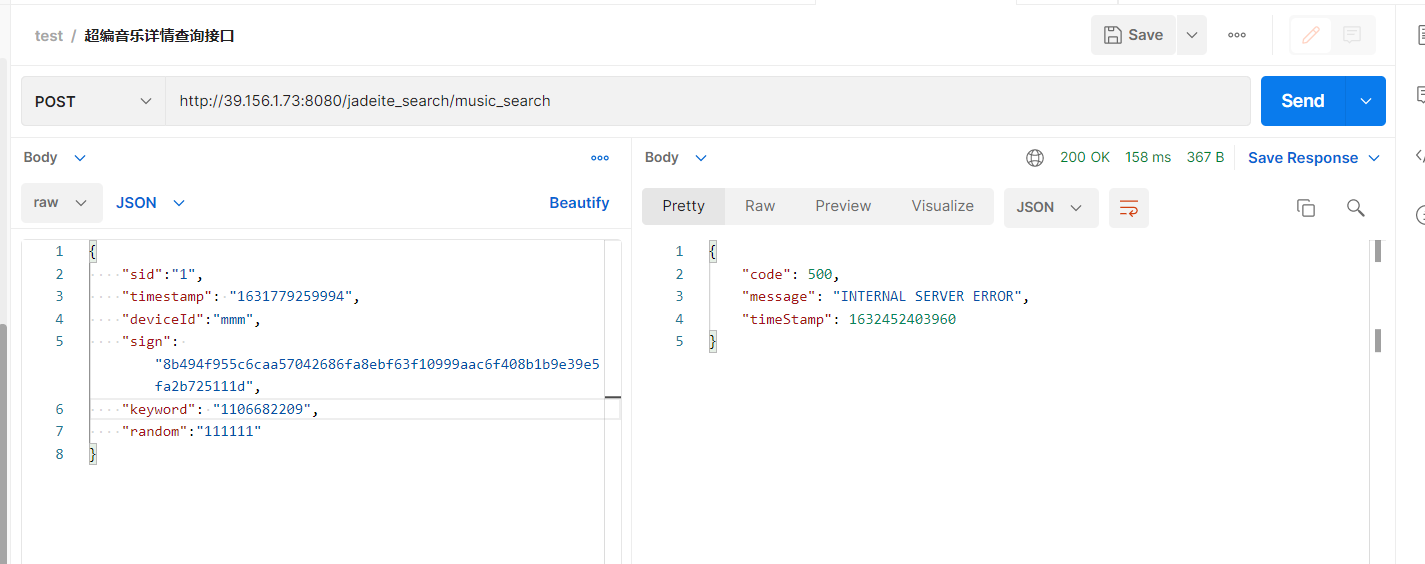 test / 超编音乐详情查询接口
Save
POST
http://39.156.1.73:8080/jadeite_search/music_search
Send
Body
raw
JSON
Beautify
1 {
2 "sid":"1",
3 "timestamp": "1631779259994",
4 "deviceId":"mmm",
5 "sign":
"8b494f955c6caa57042686fa8ebf63f10999aac6f408b1b9e39e5
fa2b725111d",
6 "keyword": "1106682209",
7 "random":"111111"
8 }
Body
200 OK 158 ms 367 B Save Response
Pretty Raw Preview Visualize JSON
1 {
2 "code": 500,
3 "message": "INTERNAL SERVER ERROR",
4 "timeStamp": 1632452403960
5 }